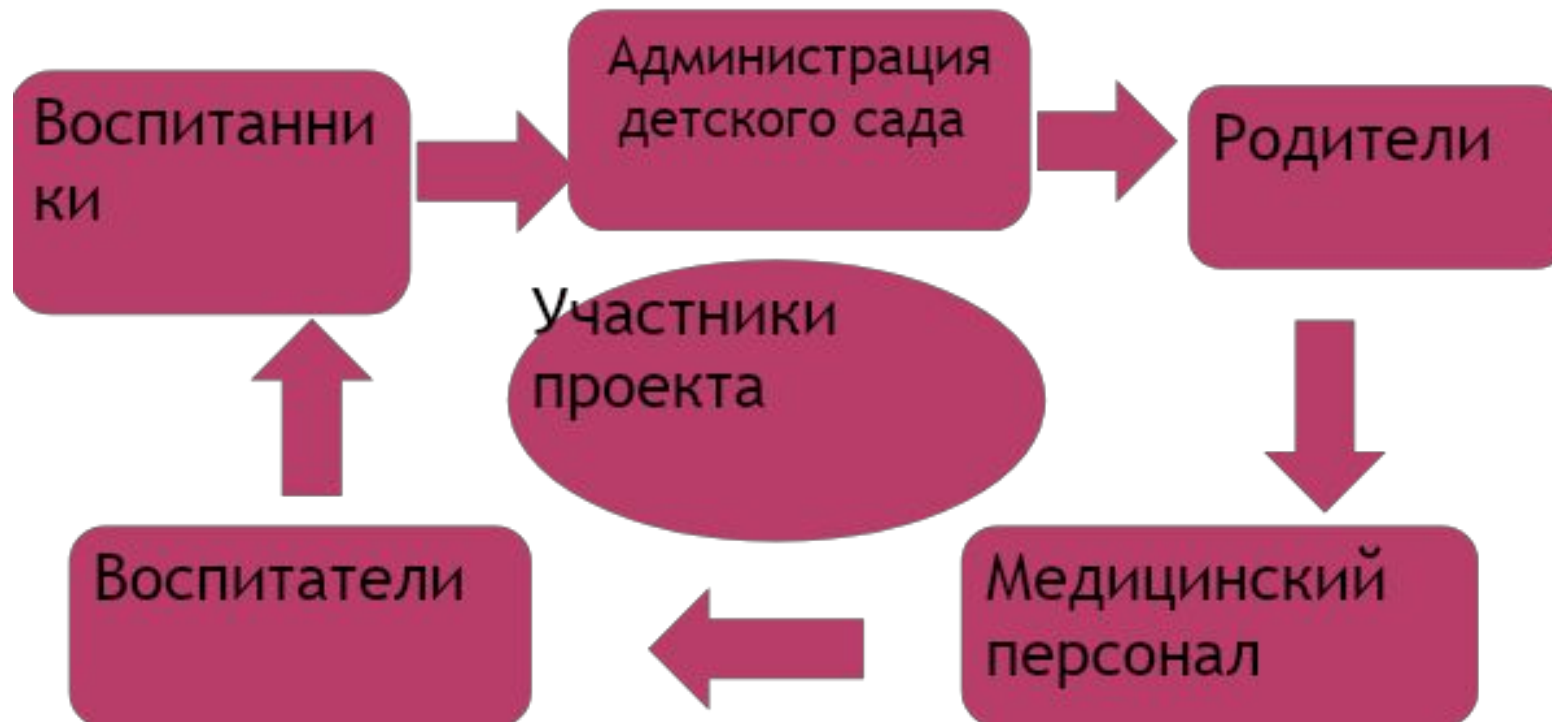 Администрация
детского сада
Воспитанни
ки
Родители
Участники
проекта
Воспитатели
Медицинский
персонал